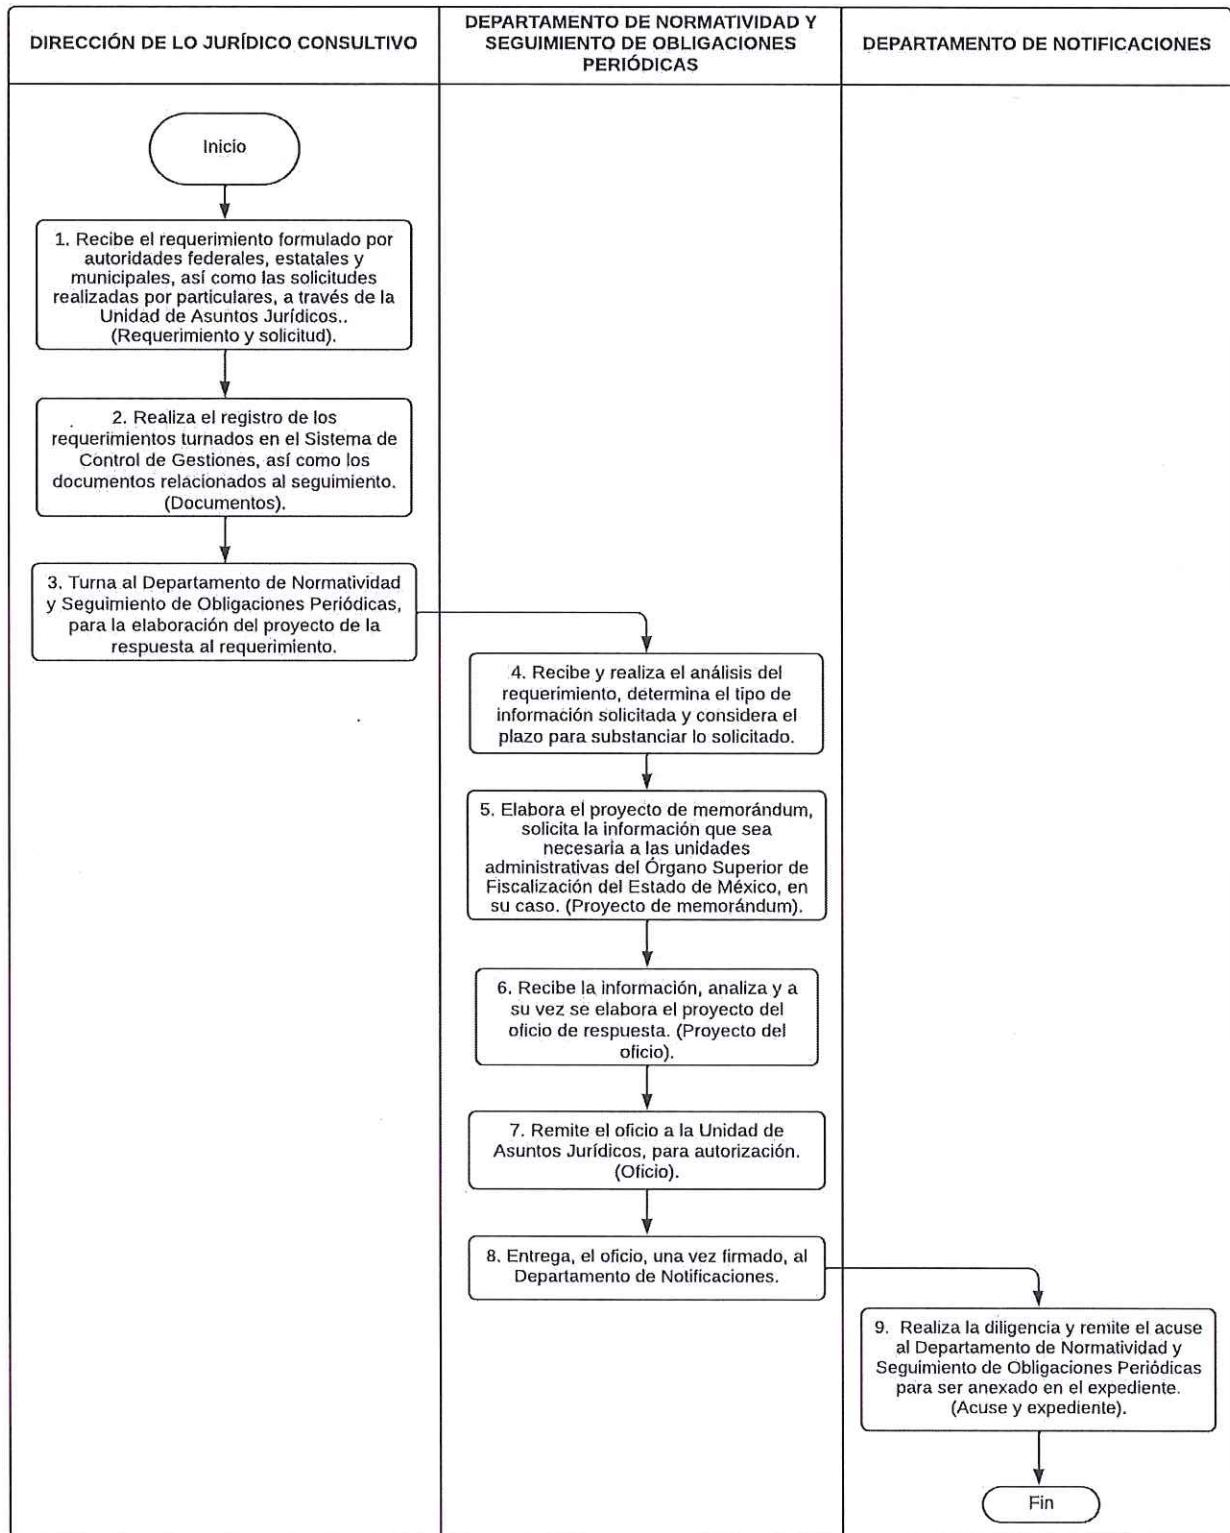 DIRECCIÓN DE LO JURÍDICO CONSULTIVO
DEPARTAMENTO DE NORMATIVIDAD Y
SEGUIMIENTO DE OBLIGACIONES
PERIÓDICAS
DEPARTAMENTO DE NOTIFICACIONES
Inicio
1. Recibe el requerimiento formulado por
autoridades federales, estatales y
municipales, así como las solicitudes
realizadas por particulares, a través de la
Unidad de Asuntos Jurídicos..
(Requerimiento y solicitud).
2. Realiza el registro de los
requerimientos turnados en el Sistema de
Control de Gestiones, así como los
documentos relacionados al seguimiento.
(Documentos).
3. Turna al Departamento de Normatividad
y Seguimiento de Obligaciones Periódicas,
para la elaboración del proyecto de la
respuesta al requerimiento.
4. Recibe y realiza el análisis del
requerimiento, determina el tipo de
información solicitada y considera el
plazo para substanciar lo solicitado.
5. Elabora el proyecto de memorándum,
solicita la información que sea
necesaria a las unidades
administrativas del Órgano Superior de
Fiscalización del Estado de México, en
su caso. (Proyecto de memorándum).
6. Recibe la información, analiza y a
su vez se elabora el proyecto del
oficio de respuesta. (Proyecto del
oficio).
7. Remite el oficio a la Unidad de
Asuntos Jurídicos, para autorización.
(Oficio).
8. Entrega, el oficio, una vez firmado, al
Departamento de Notificaciones.
9. Realiza la diligencia y remite el acuse
al Departamento de Normatividad y
Seguimiento de Obligaciones Periódicas
para ser anexado en el expediente.
(Acuse y expediente).
Fin